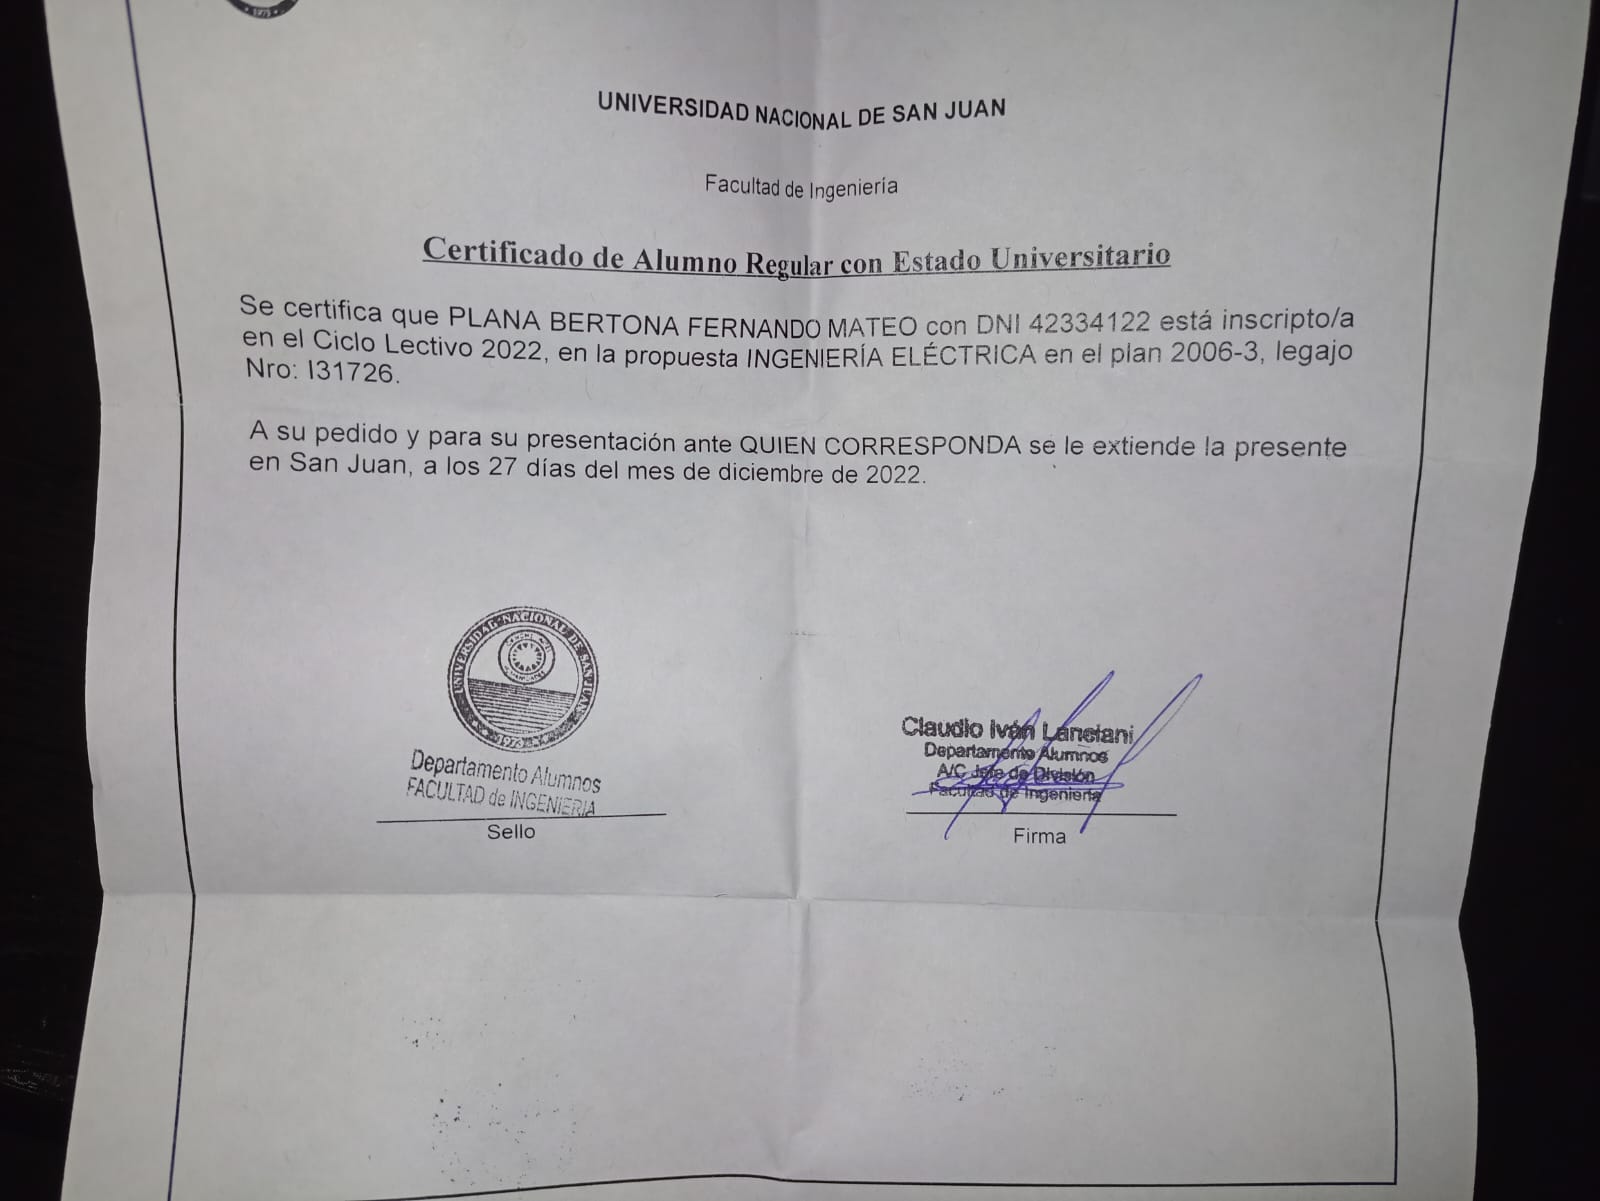 1973
UNIVERSIDAD NACIONAL DE SAN JUAN
Facultad de Ingeniería
Certificado de Alumno Regular con Estado Universitario
Se certifica que PLANA BERTONA FERNANDO MATEO con DNI 42334122 está inscripto/a
en el Ciclo Lectivo 2022, en la propuesta INGENIERÍA ELÉCTRICA en el plan 2006-3, legajo
Nro: I31726.
A su pedido y para su presentación ante QUIEN CORRESPONDA se le extiende la presente
en San Juan, a los 27 días del mes de diciembre de 2022.
UNIVERSIDAD NACIONAL DE SAN JUAN
1973
Departamento Alumnos
FACULTAD de INGENIERIA
Sello
Claudio Iván Lanciani
Departamento Alumnos
A/C Jefe de División
Facultad de Ingeniería
Firma